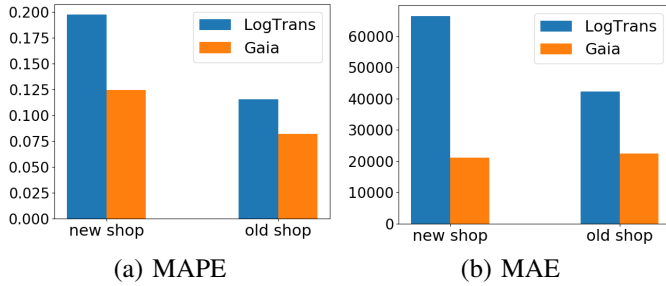 0.200
0.175
0.150
0.125
0.100
0.075
0.050
0.025
0.000
LogTrans
Gaia
new shop old shop
(a) MAPE
60000
50000
40000
30000
20000
10000
0
LogTrans
Gaia
new shop old shop
(b) MAE